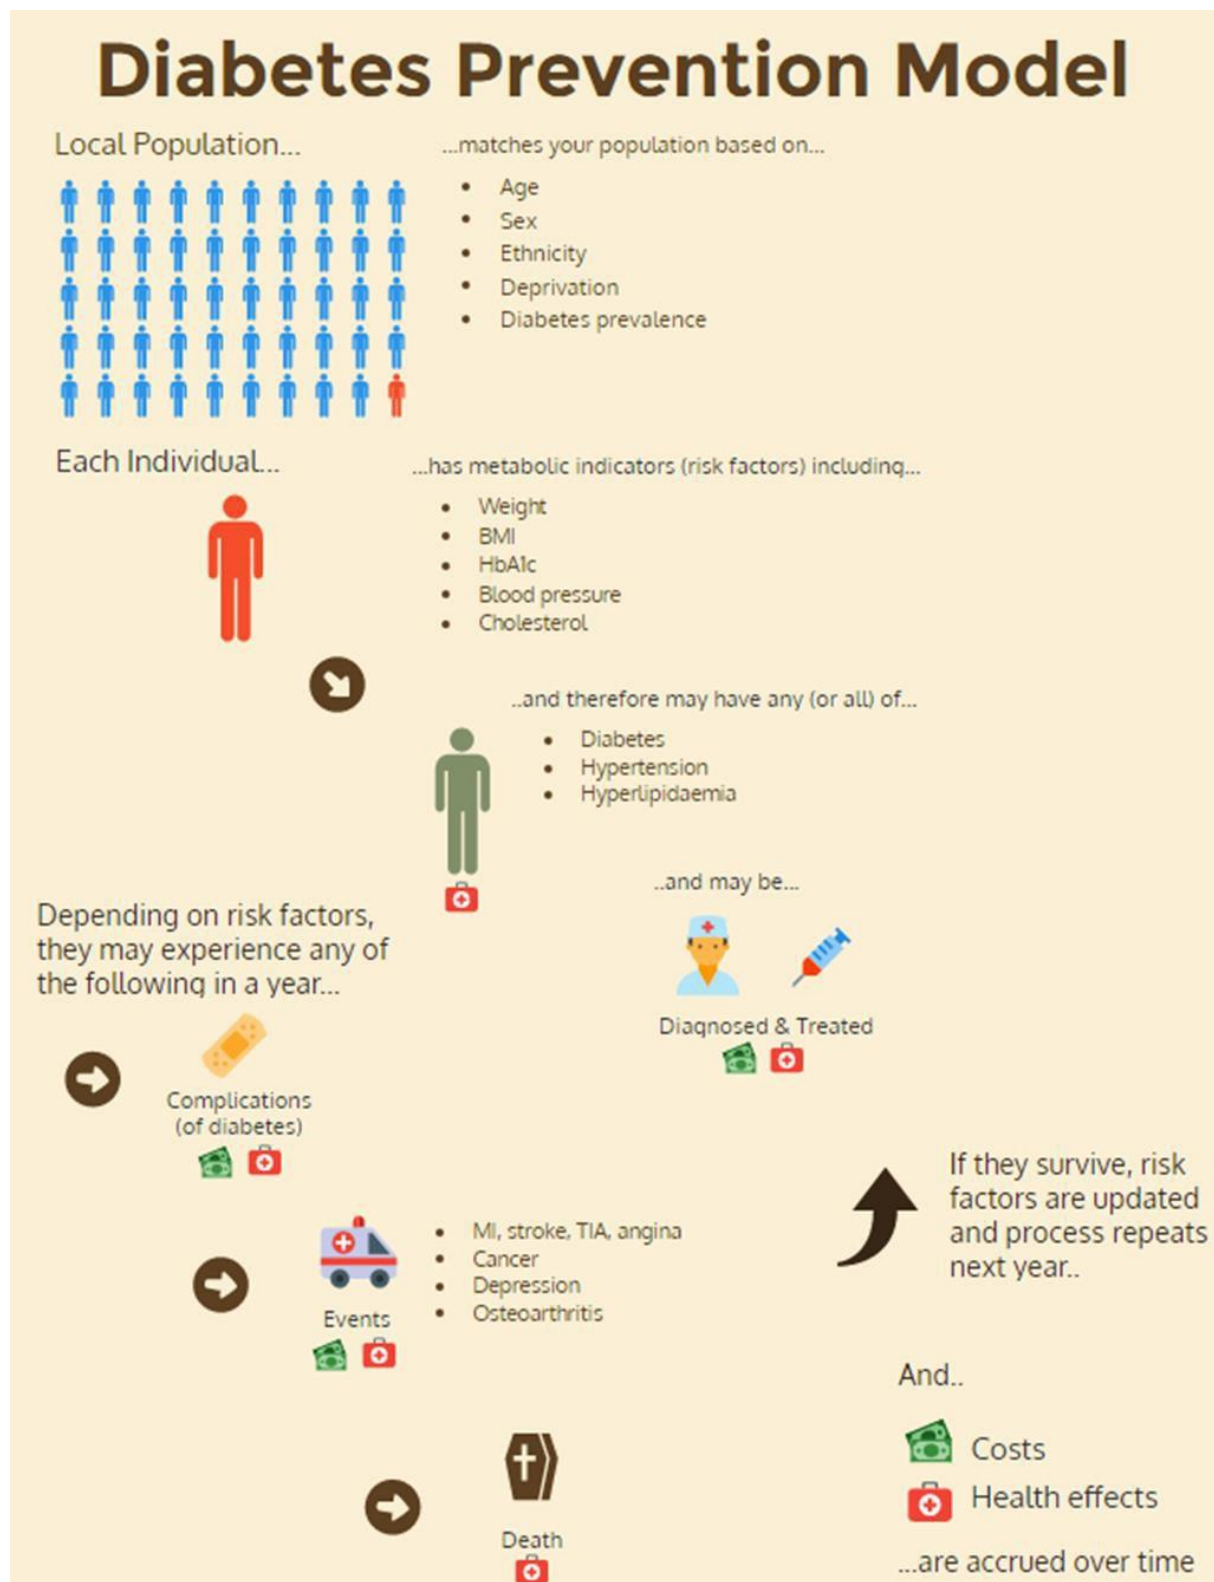 Diabetes Prevention Model
Local Population...
...matches your population based on...
• Age
• Sex
• Ethnicity
• Deprivation
• Diabetes prevalence
Each Individual...
...has metabolic indicators (risk factors) including...
• Weight
• BMI
• HbA1c
• Blood pressure
• Cholesterol
..and therefore may have any (or all) of...
• Diabetes
• Hypertension
• Hyperlipidaemia
..and may be...
Diagnosed & Treated
Depending on risk factors,
they may experience any of
the following in a year...
Complications
(of diabetes)
Events
• MI, stroke, TIA, angina
• Cancer
• Depression
• Osteoarthritis
Death
If they survive, risk
factors are updated
and process repeats
next year..
And..
Costs
Health effects
...are accrued over time